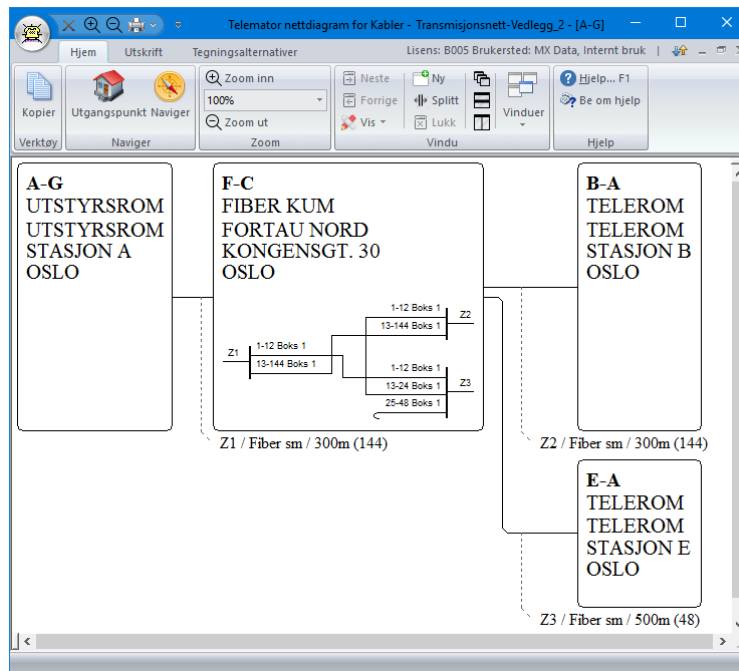 Telemator nettdiagram for Kabler - Transmisjonsnett-Vedlegg_2 - [A-G]
Hjem Utskrift Tegningsalternativer Lisens: B005 Brukersted: MX Data, Internt bruk
Kopier
Verktøy
Utgangspunkt Naviger
Naviger
Zoom inn
100%
Zoom ut
Zoom
Neste Ny
Forrige Splitt
Vis Lukk
Vinduer
Vindu
Hjelp... F1
Be om hjelp
Hjelp
A-G
UTSTYRSROM
UTSTYRSROM
STASJON A
OSLO
F-C
FIBER KUM
FORTAU NORD
KONGENSGT. 30
OSLO
Z1
1-12 Boks 1
13-144 Boks 1
1-12 Boks 1
13-144 Boks 1
Z2
1-12 Boks 1
13-24 Boks 1
25-48 Boks 1
Z3
B-A
TELEROM
TELEROM
STASJON B
OSLO
Z1 / Fiber sm / 300m (144)
Z2 / Fiber sm / 300m (144)
E-A
TELEROM
TELEROM
STASJON E
OSLO
Z3 / Fiber sm / 500m (48)